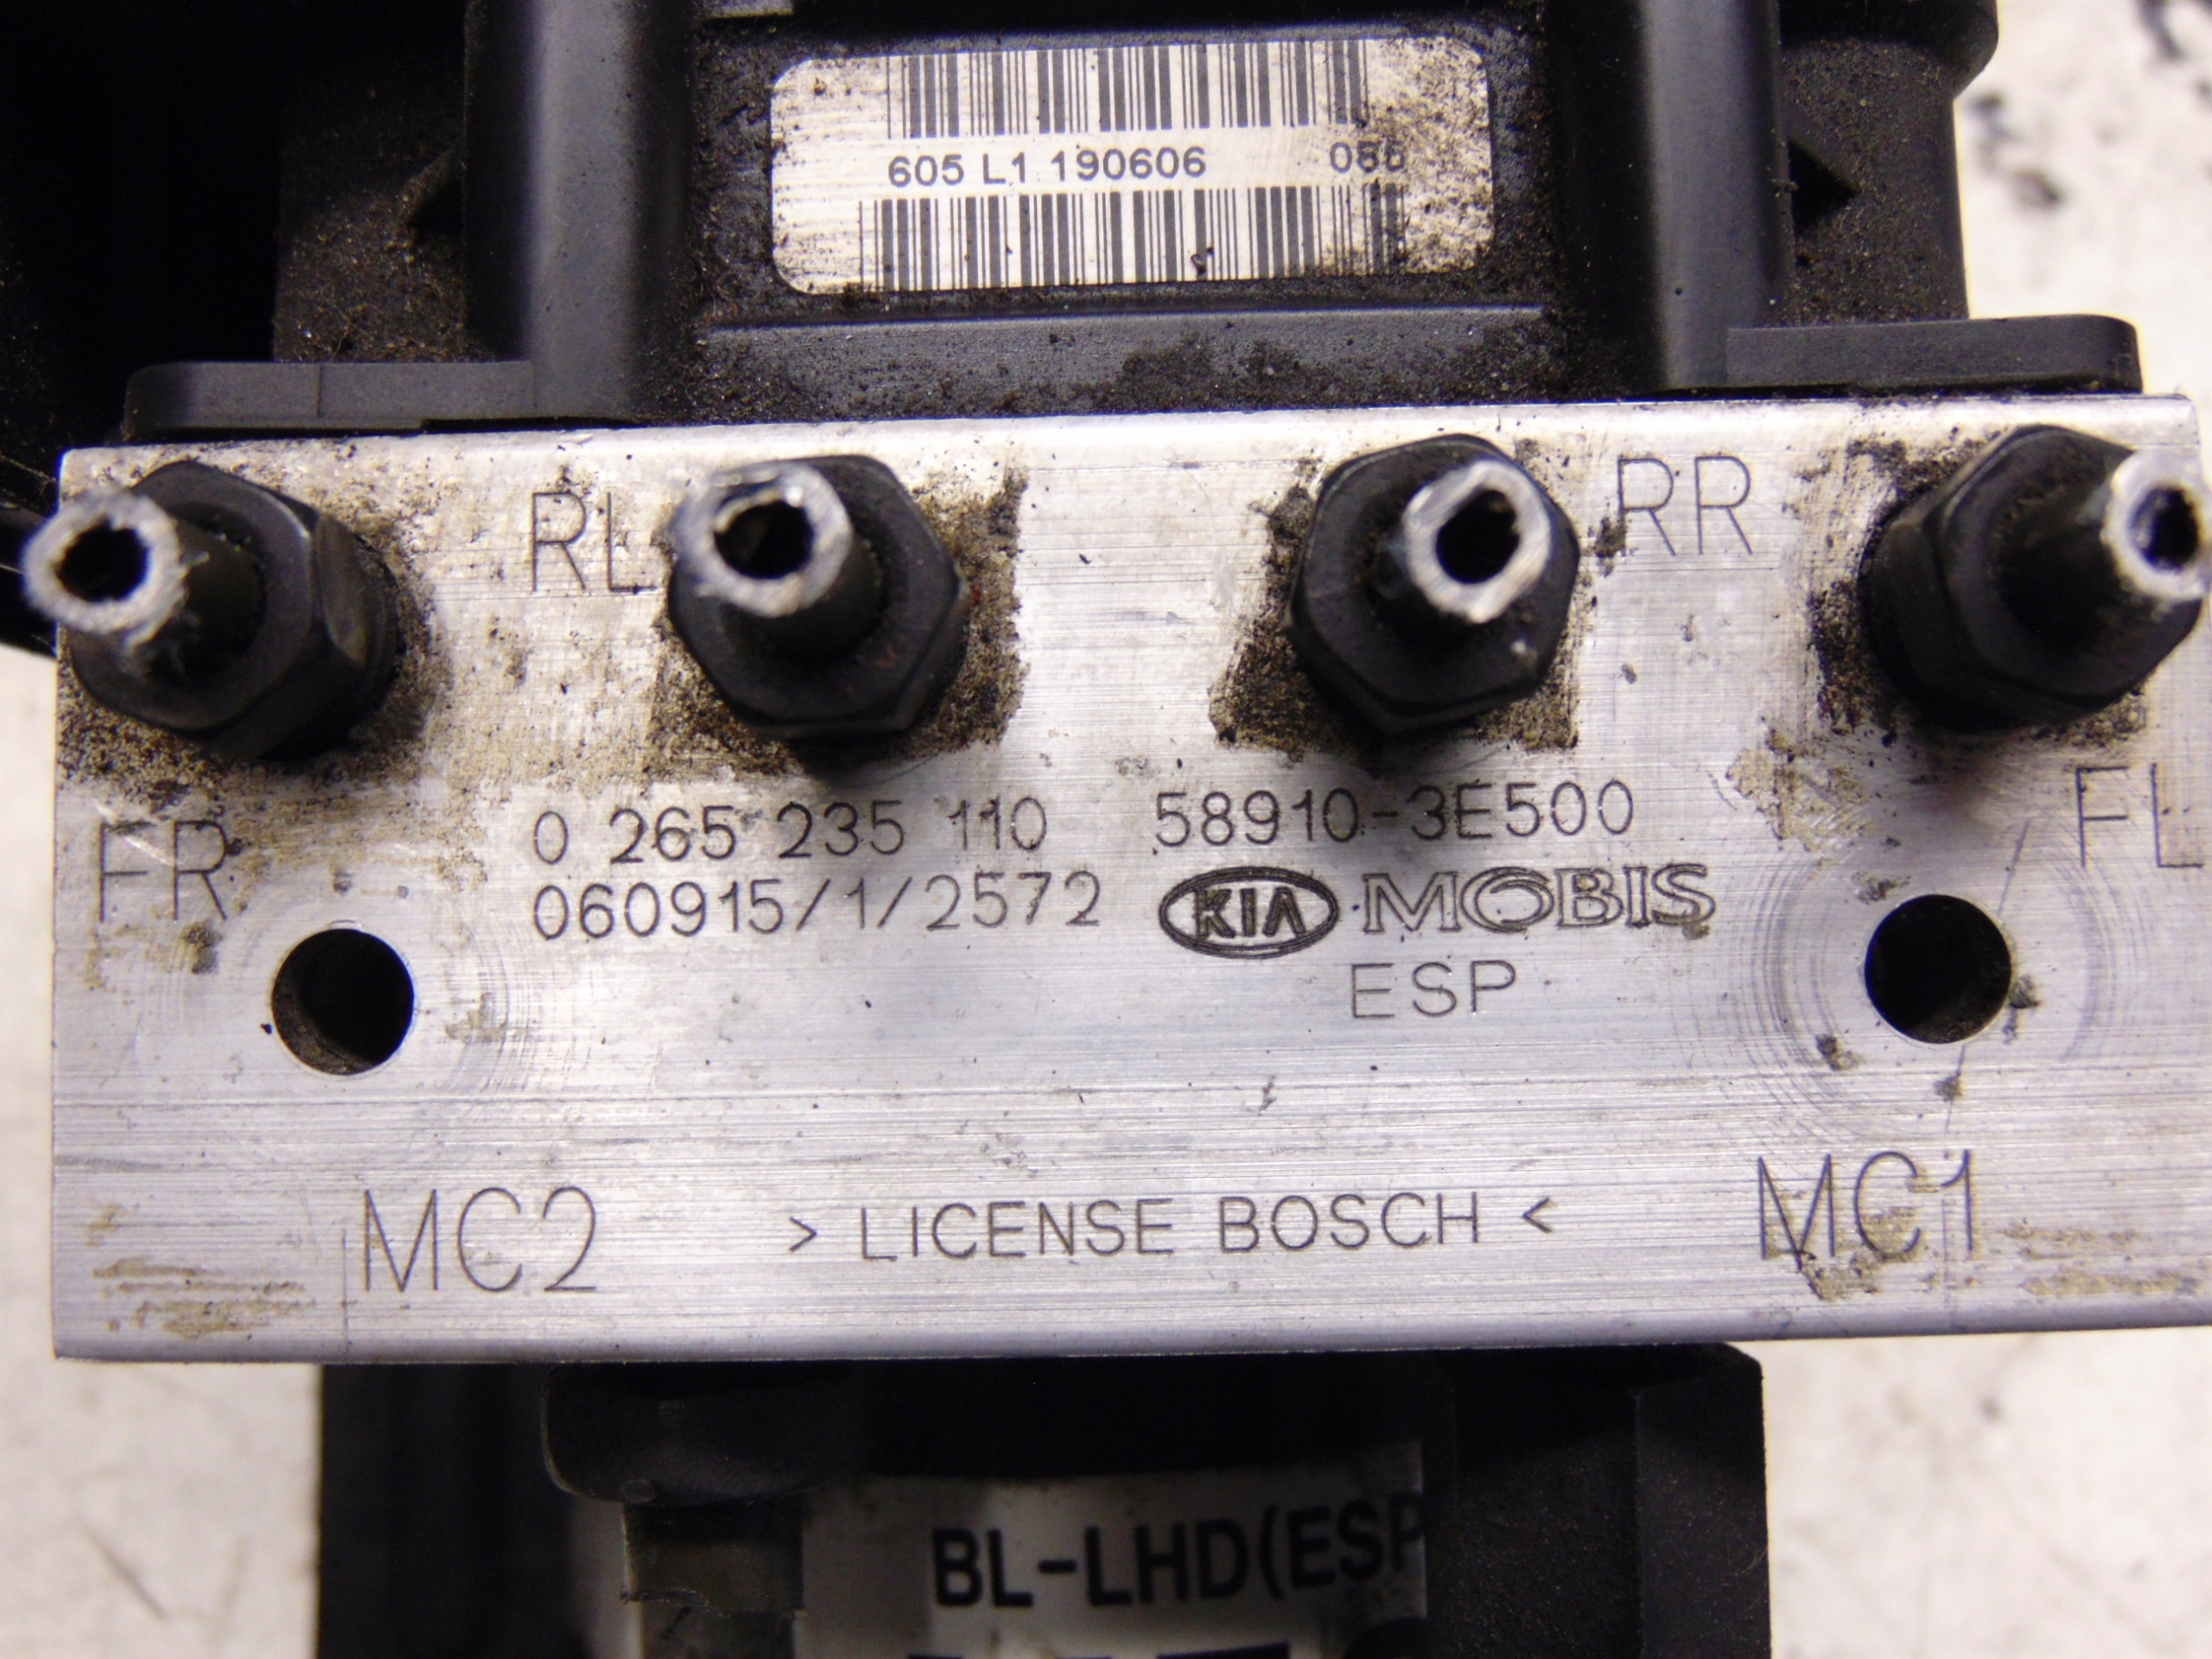 605 L1 190606
RL
RR
FR
0 265 235 110 58910-3E500
FL
060915/1/2572 KIA MOBIS
ESP
MC2
> LICENSE BOSCH <
MC1
BL-LHD(ESP